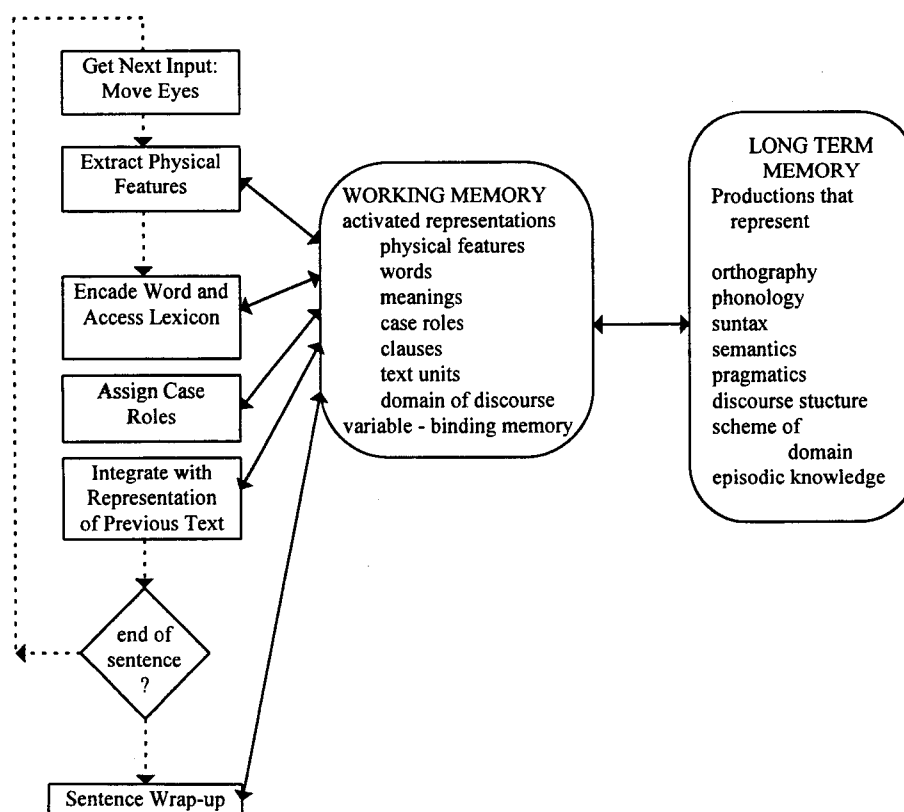 Get Next Input:
Move Eyes
Extract Physical
Features
Encade Word and
Access Lexicon
Assign Case
Roles
Integrate with
Representation
of Previous Text
end of
sentence
?
Sentence Wrap-up
WORKING MEMORY
activated representations
physical features
words
meanings
case roles
clauses
text units
domain of discourse
variable - binding memory
LONG TERM
MEMORY
Productions that
represent
orthography
phonology
suntax
semantics
pragmatics
discourse stucture
scheme of
domain
episodic knowledge